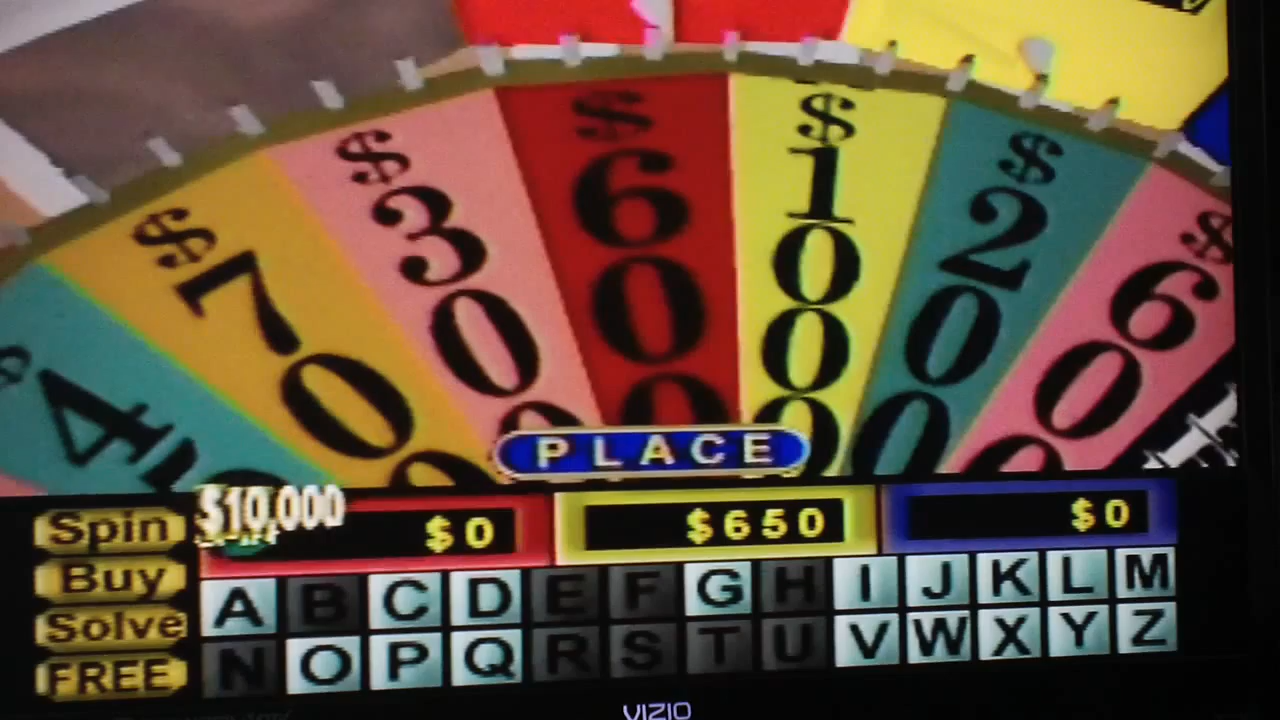 $400
$700
$300
$600
$1000
$200
$600
PLACE
$10,000
$0
$650
$0
Spin
Buy
Solve
FREE
A B C D E F G H I J K L M
N O P Q R S T U V W X Y Z
VIZIO